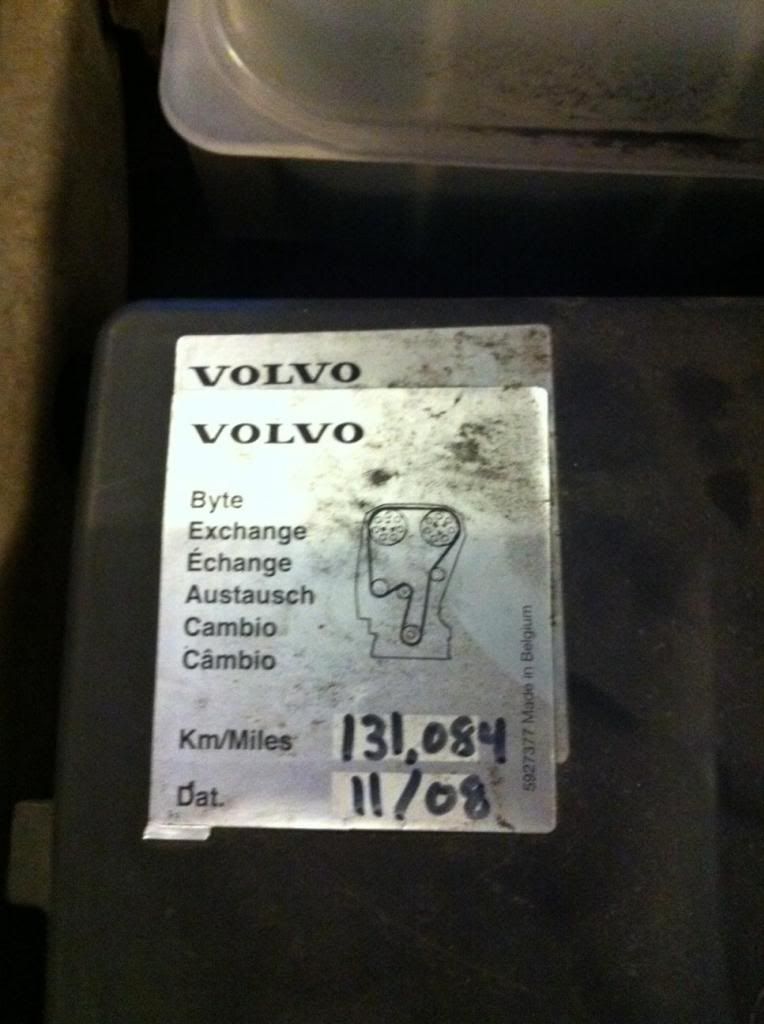 VOLVO
VOLVO
Byte
Exchange
Échange
Austausch
Cambio
Câmbio
Km/Miles 131,084
Dat. 11/08
5927377 Made in Belgium